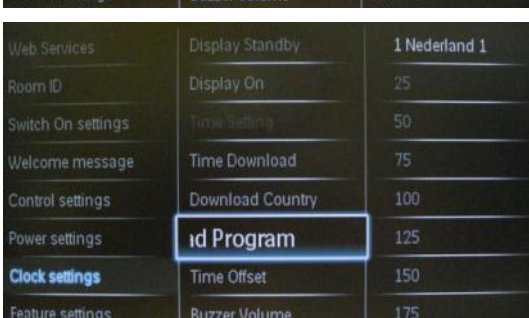 Web Services
Room ID
Switch On settings
Welcome message
Control settings
Power settings
Clock settings
Feature settings
Display Standby
Display On
Time Setting
Time Download
Download Country
d Program
Time Offset
Buzzer Volume
1 Nederland 1
25
50
75
100
125
150
175